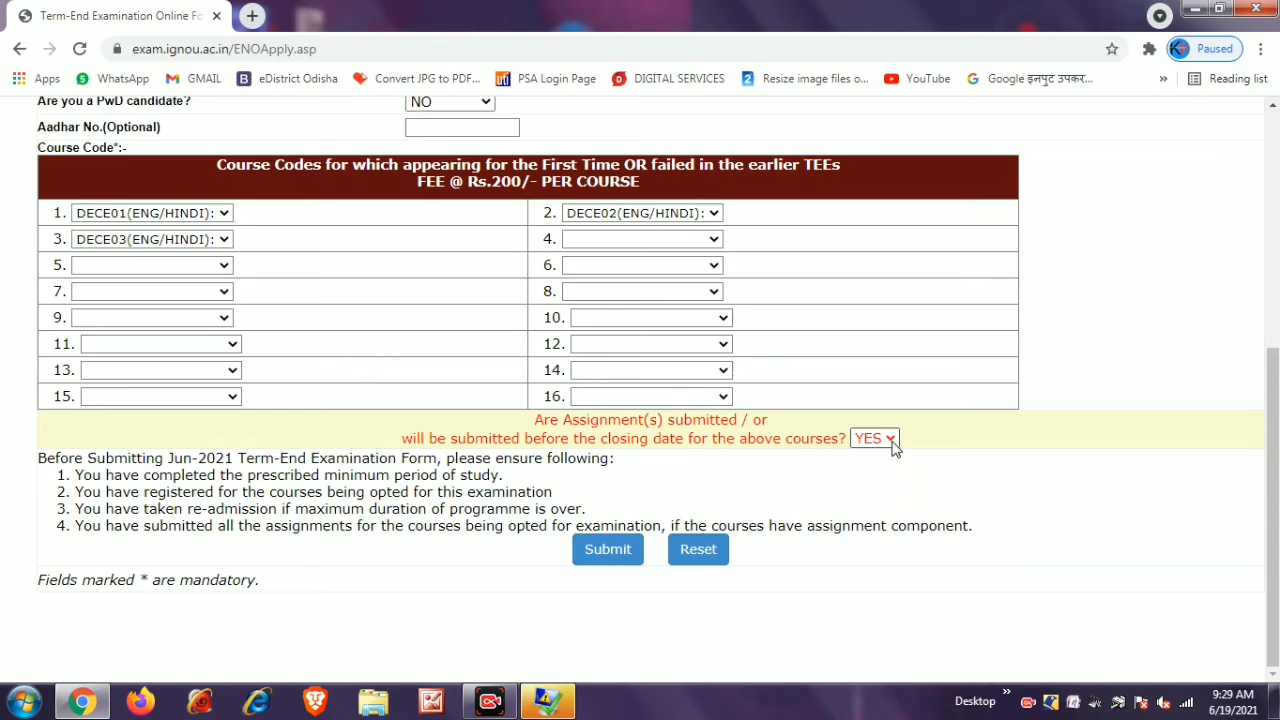 Term-End Examination Online Fo
exam.ignou.ac.in/ENOApply.asp
Paused
Apps
WhatsApp
GMAIL
eDistrict Odisha
Convert JPG to PDF...
PSA Login Page
DIGITAL SERVICES
Resize image files o...
YouTube
Google इनपुट उपकर...
»
Reading list
Are you a PwD candidate?
NO
Aadhar No.(Optional)
Course Code*:-
Course Codes for which appearing for the First Time OR failed in the earlier TEEs
FEE @ Rs.200/- PER COURSE
1. DECE01(ENG/HINDI):
2. DECE02(ENG/HINDI):
3. DECE03(ENG/HINDI):
4.
5.
6.
7.
8.
9.
10.
11.
12.
13.
14.
15.
16.
Are Assignment(s) submitted / or
will be submitted before the closing date for the above courses? YES
Before Submitting Jun-2021 Term-End Examination Form, please ensure following:
1. You have completed the prescribed minimum period of study.
2. You have registered for the courses being opted for this examination
3. You have taken re-admission if maximum duration of programme is over.
4. You have submitted all the assignments for the courses being opted for examination, if the courses have assignment component.
Submit
Reset
Fields marked * are mandatory.
Desktop
»
9:29 AM
6/19/2021